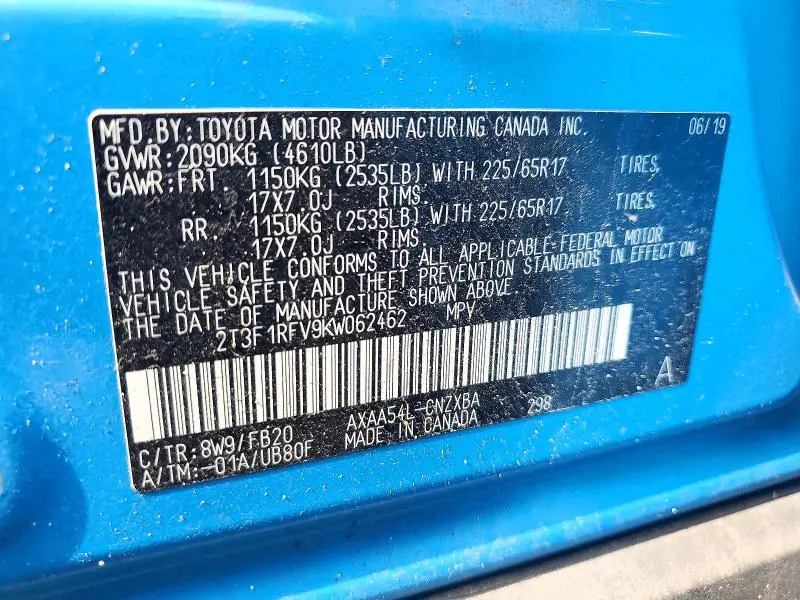 MFD.BY:TOYOTA MOTOR MANUFACTURING CANADA INC. 06/19
GVWR:2090KG (4610LB)
GAWR:FRT. 1150KG (2535LB) WITH 225/65R17 TIRES,
17X7.0J RIMS.
RR. 1150KG (2535LB) WITH 225/65R17 TIRES,
17X7.0J RIMS.
THIS VEHICLE CONFORMS TO ALL APPLICABLE FEDERAL MOTOR
VEHICLE SAFETY AND THEFT PREVENTION STANDARDS IN EFFECT ON
THE DATE OF MANUFACTURE SHOWN ABOVE.
2T3F1RFV9KW062462 MPV
A
AXAA54L-CNZXBA 298
C/TR:8W9/FB20 MADE IN CANADA
A/TM:-01A/UB80F